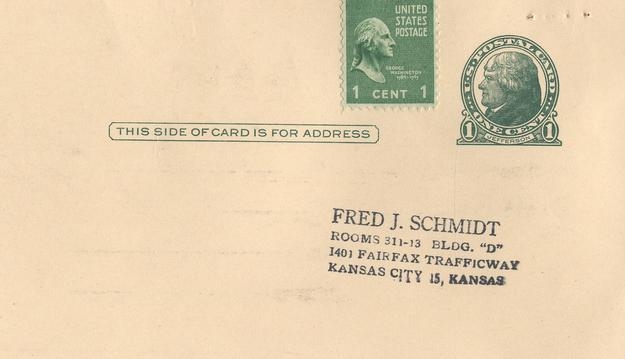 UNITED
STATES
POSTAGE
GEORGE
WASHINGTON
1 CENT 1
U.S. POSTAL CARD
1 ONE CENT 1
JEFFERSON
THIS SIDE OF CARD IS FOR ADDRESS
FRED J. SCHMIDT
ROOMS 311-13 BLDG. "D"
1401 FAIRFAX TRAFFICWAY
KANSAS CITY 15, KANSAS